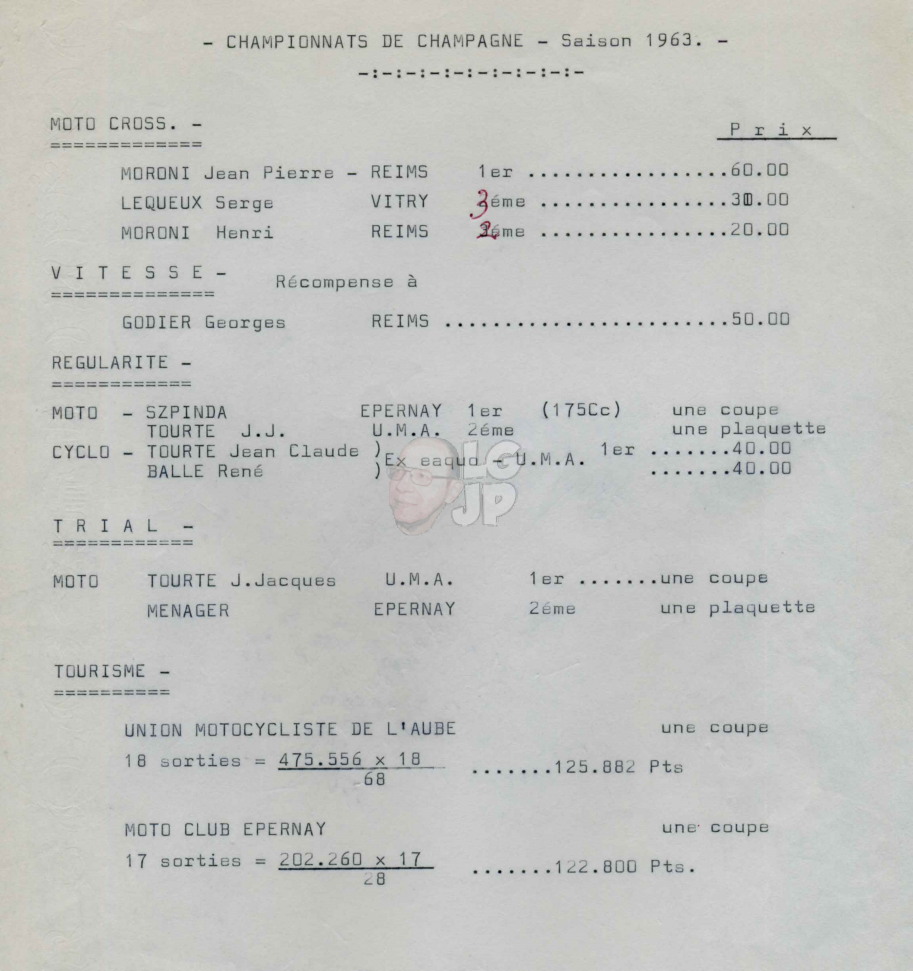 - CHAMPIONNATS DE CHAMPAGNE - Saison 1963. -
-:-:-:-:-:-:-:-:-:-
MOTO CROSS. -
P r i x
MORONI Jean Pierre - REIMS 1er .................60.00
LEQUEUX Serge VITRY 3éme ................30.00
MORONI Henri REIMS 2éme ................20.00
V I T E S S E - Récompense à
GODIER Georges REIMS ........................50.00
REGULARITE -
MOTO - SZPINDA EPERNAY 1er (175Cc) une coupe
TOURTE J.J. U.M.A. 2éme une plaquette
CYCLO - TOURTE Jean Claude ) Ex eaquo - U.M.A. 1er .......40.00
BALLE René ) .......40.00
LG
JP
T R I A L -
MOTO TOURTE J.Jacques U.M.A. 1er .......une coupe
MENAGER EPERNAY 2éme une plaquette
TOURISME -
UNION MOTOCYCLISTE DE L'AUBE une coupe
18 sorties = 475.556 x 18 .......125.882 Pts
68
MOTO CLUB EPERNAY une coupe
17 sorties = 202.260 x 17 .......122.800 Pts.
28